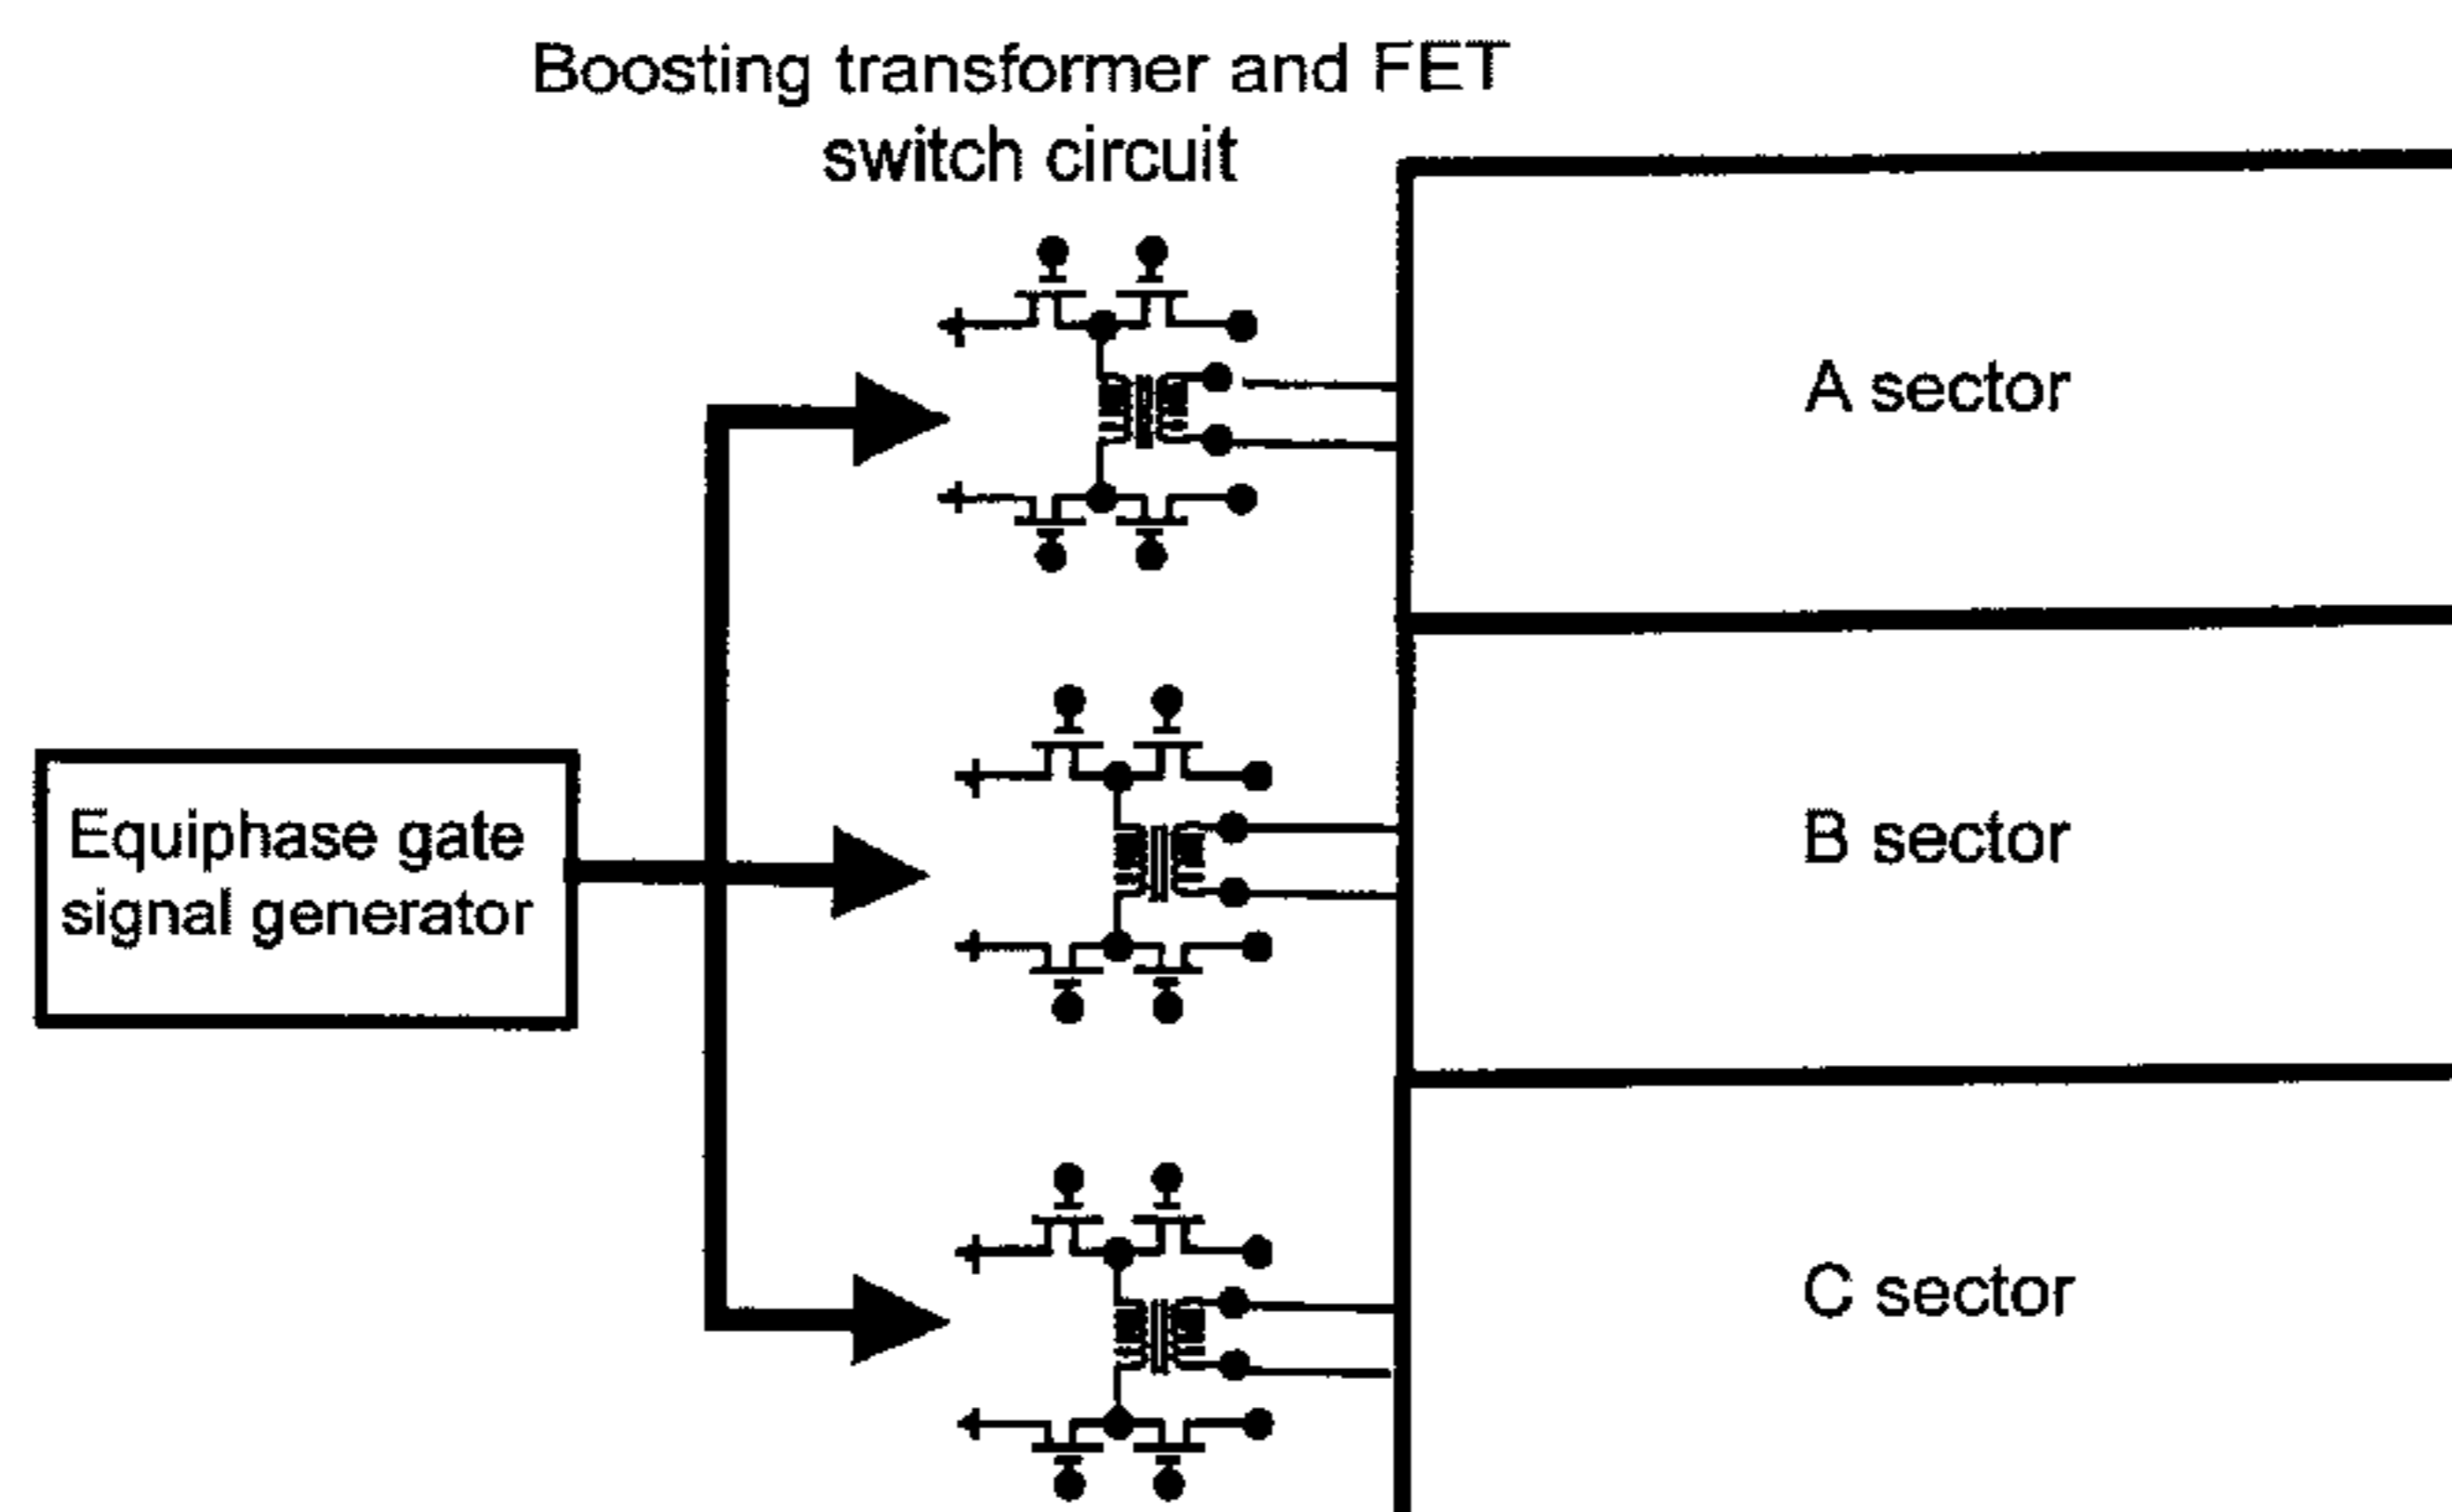 Boosting transformer and FET
switch circuit
A sector
Equiphase gate
signal generator
B sector
C sector